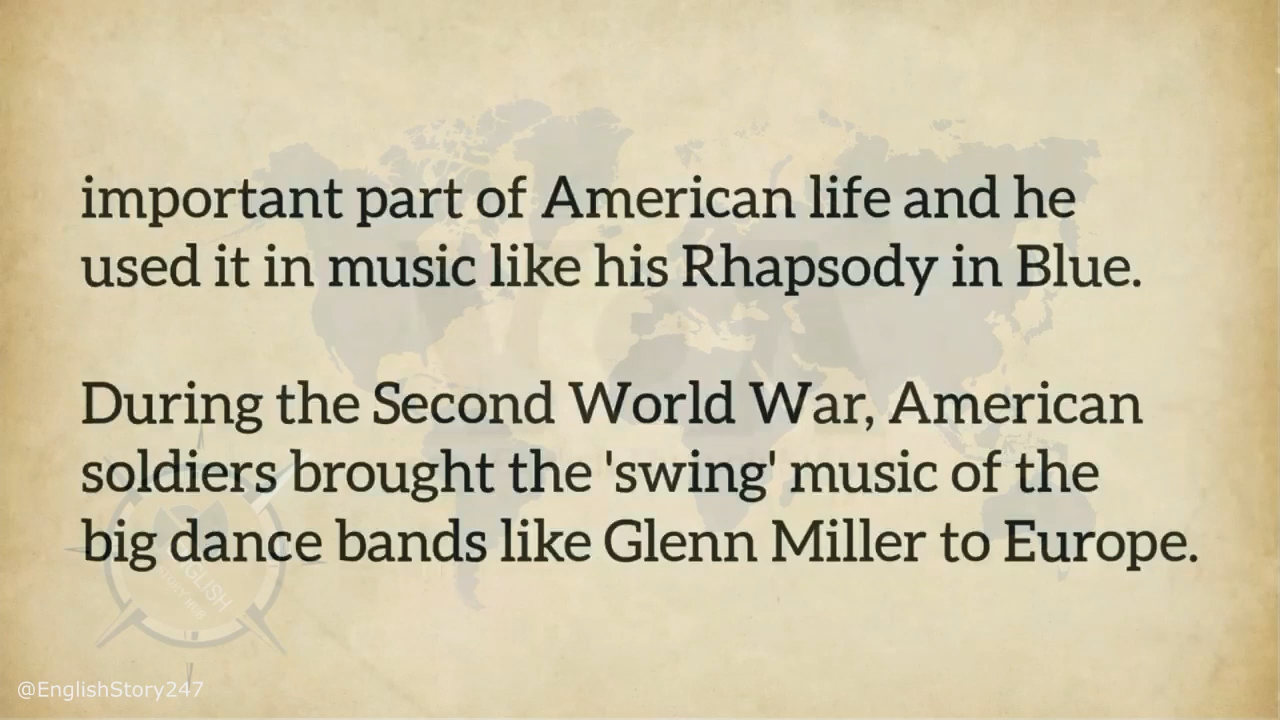 important part of American life and he
used it in music like his Rhapsody in Blue.
During the Second World War, American
soldiers brought the 'swing' music of the
big dance bands like Glenn Miller to Europe.
ENGLISH
@EnglishStory247